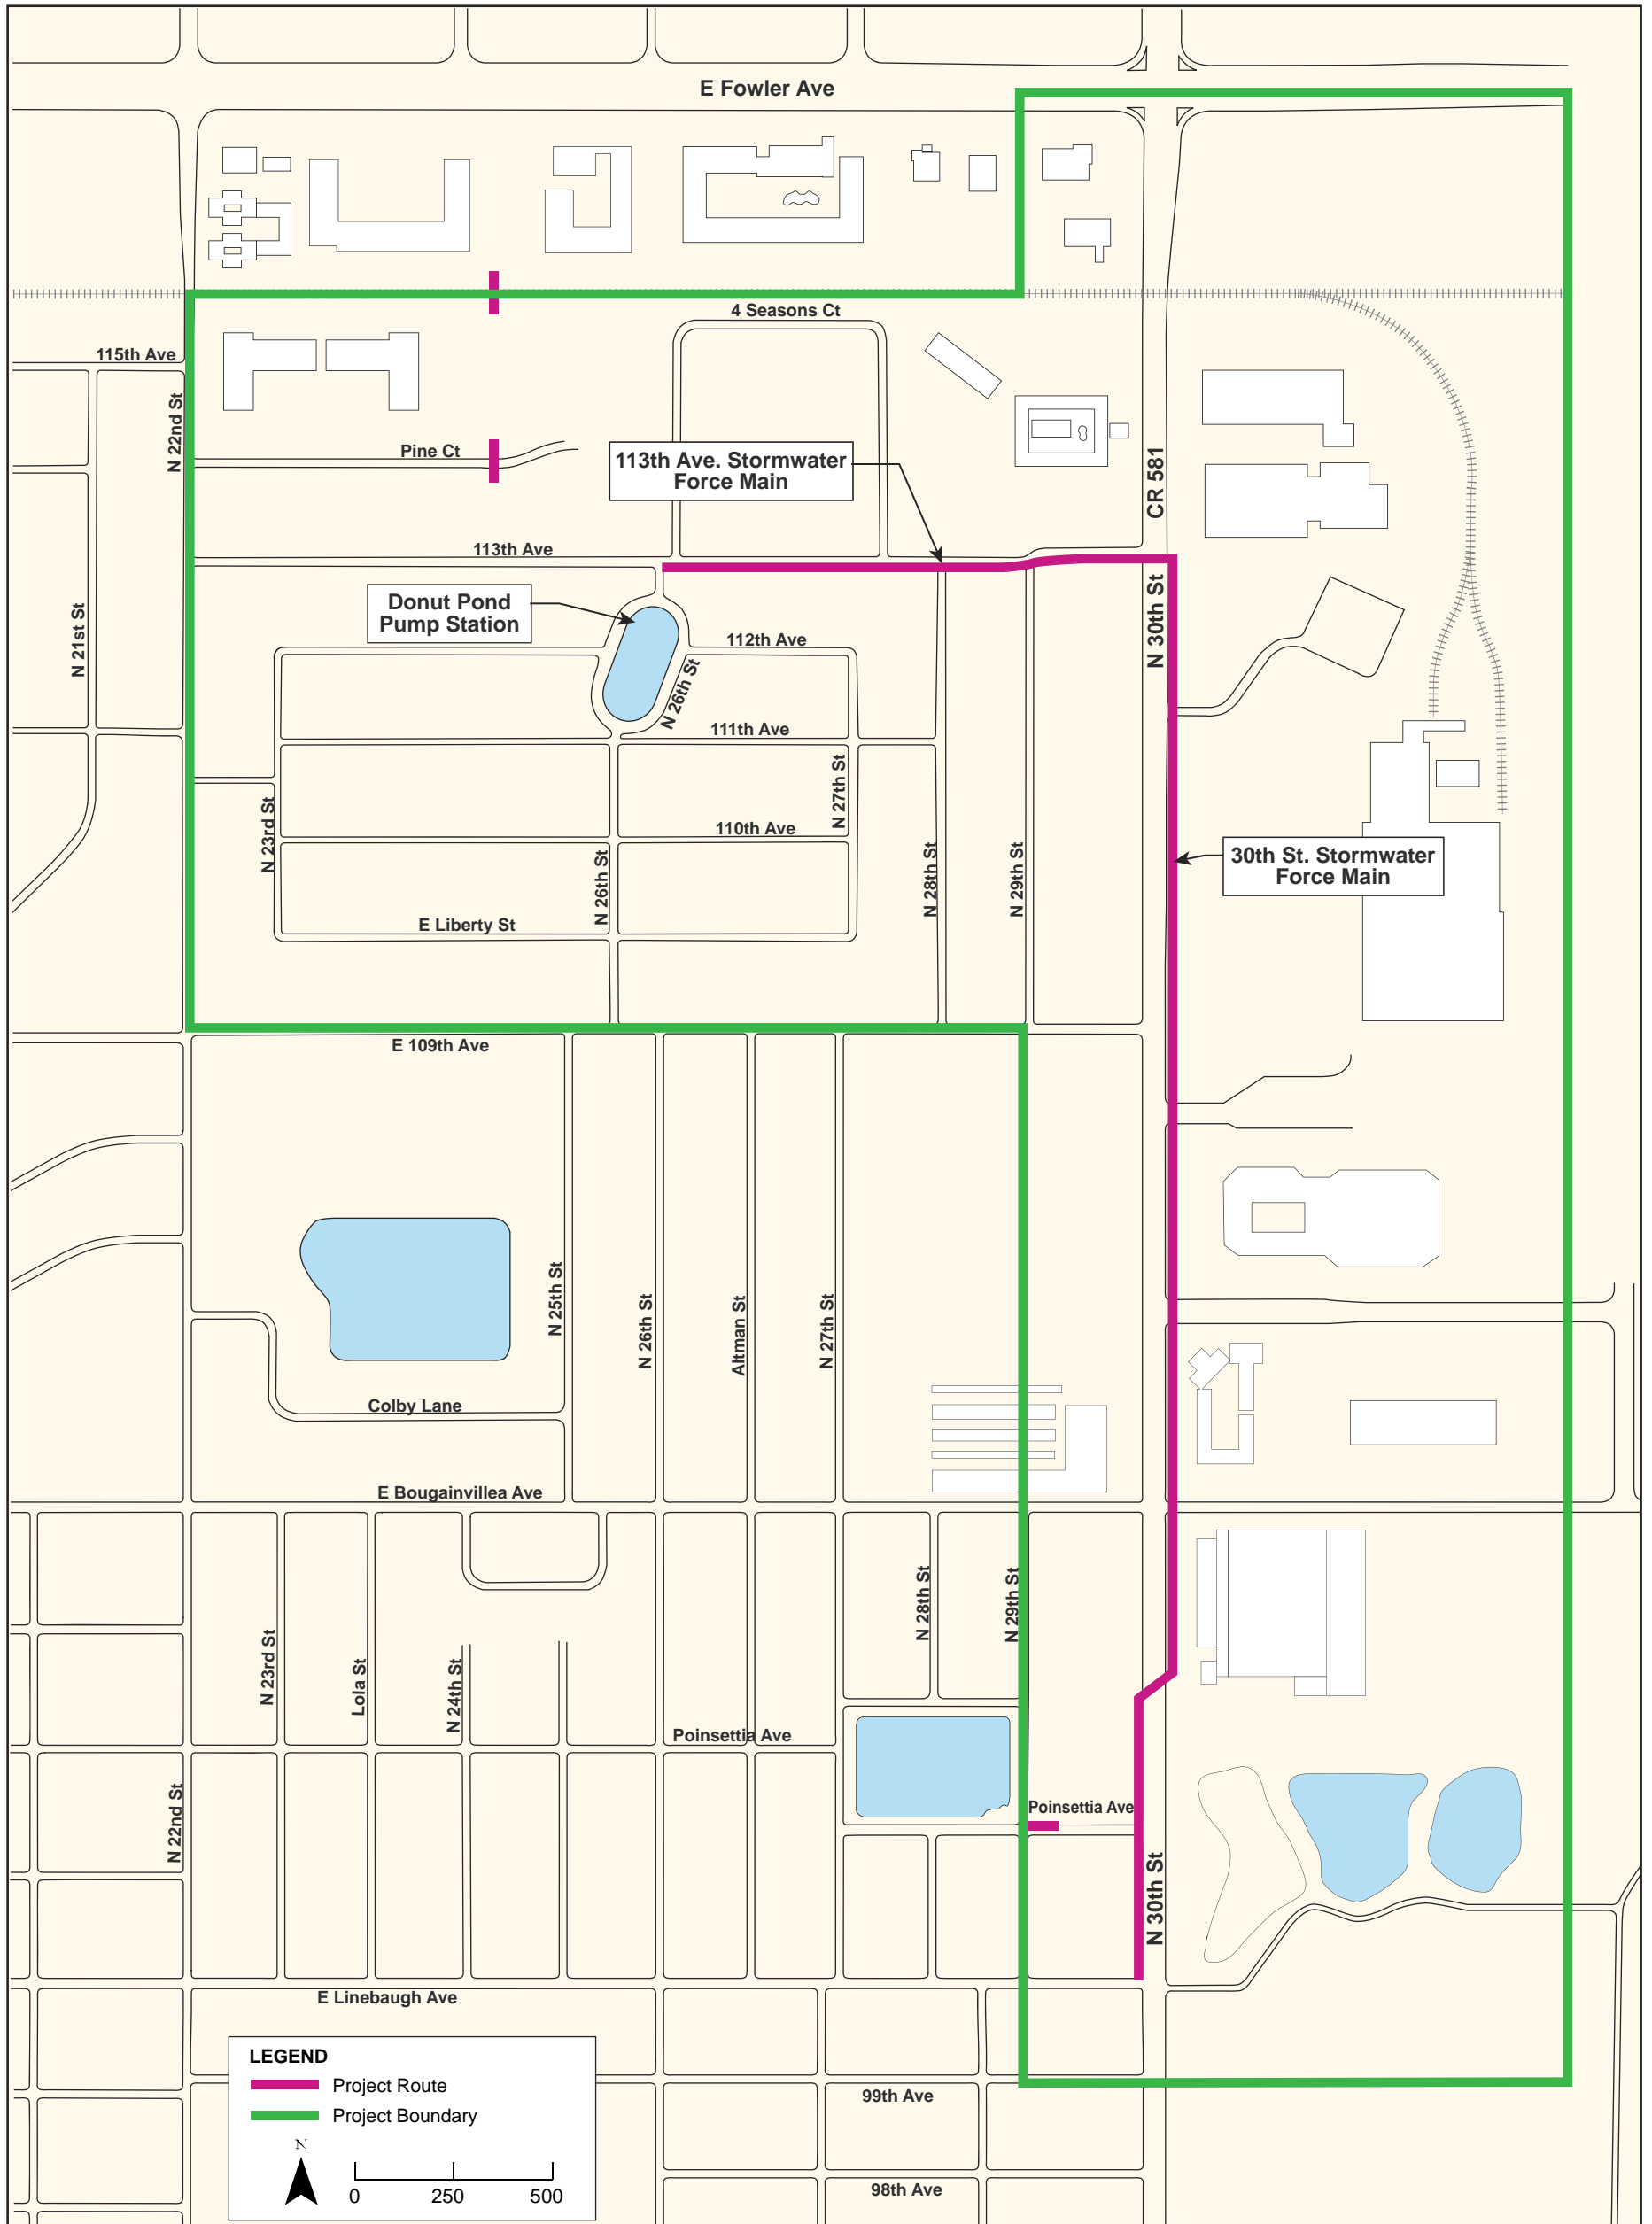 E Fowler Ave
4 Seasons Ct
115th Ave
N 22nd St
Pine Ct
113th Ave. Stormwater
Force Main
CR 581
113th Ave
Donut Pond
Pump Station
N 21st St
N 30th St
112th Ave
N 26th St
111th Ave
N 27th St
N 23rd St
110th Ave
30th St. Stormwater
Force Main
N 26th St
N 28th St
N 29th St
E Liberty St
E 109th Ave
N 25th St
N 26th St
Altman St
N 27th St
Colby Lane
E Bougainvillea Ave
N 28th St
N 29th St
N 23rd St
Lola St
N 24th St
Poinsettia Ave
N 22nd St
Poinsettia Ave
N 30th St
E Linebaugh Ave
LEGEND
Project Route
Project Boundary
N
0 250 500
99th Ave
98th Ave